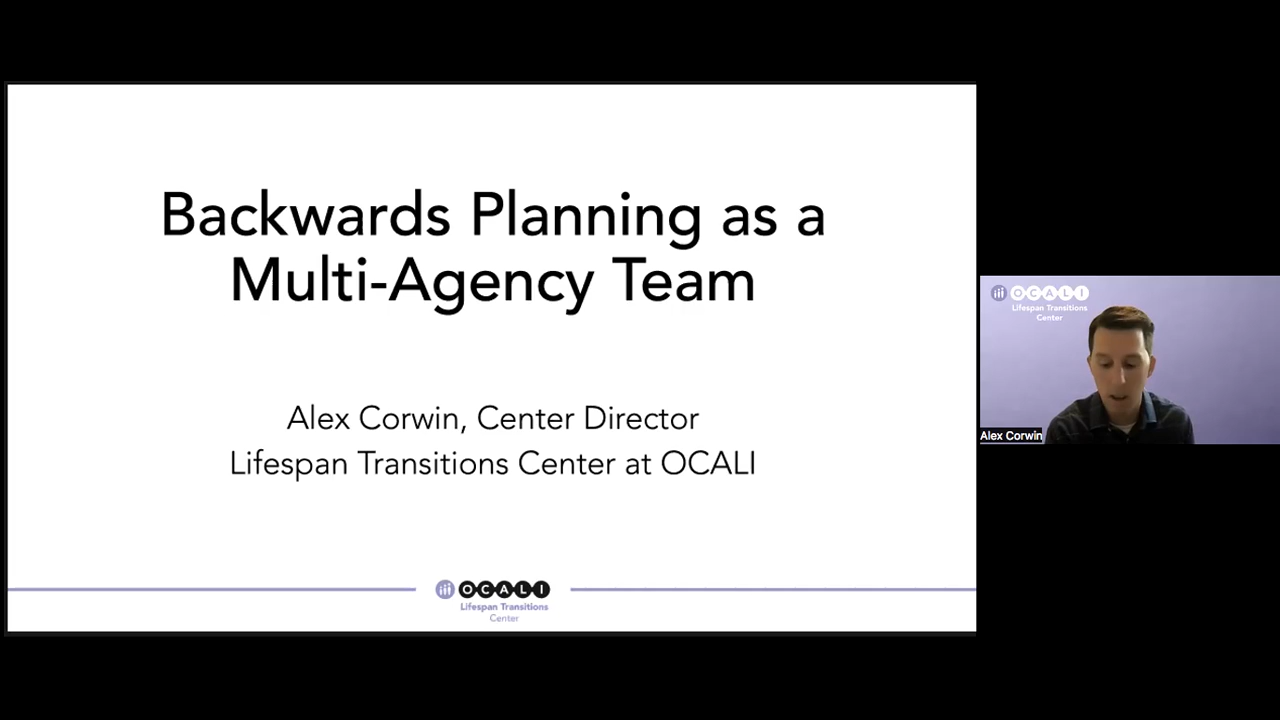 Backwards Planning as a
Multi-Agency Team
Alex Corwin, Center Director
Lifespan Transitions Center at OCALI
OCALI
Lifespan Transitions
Center
OCALI
Lifespan Transitions
Center
Alex Corwin